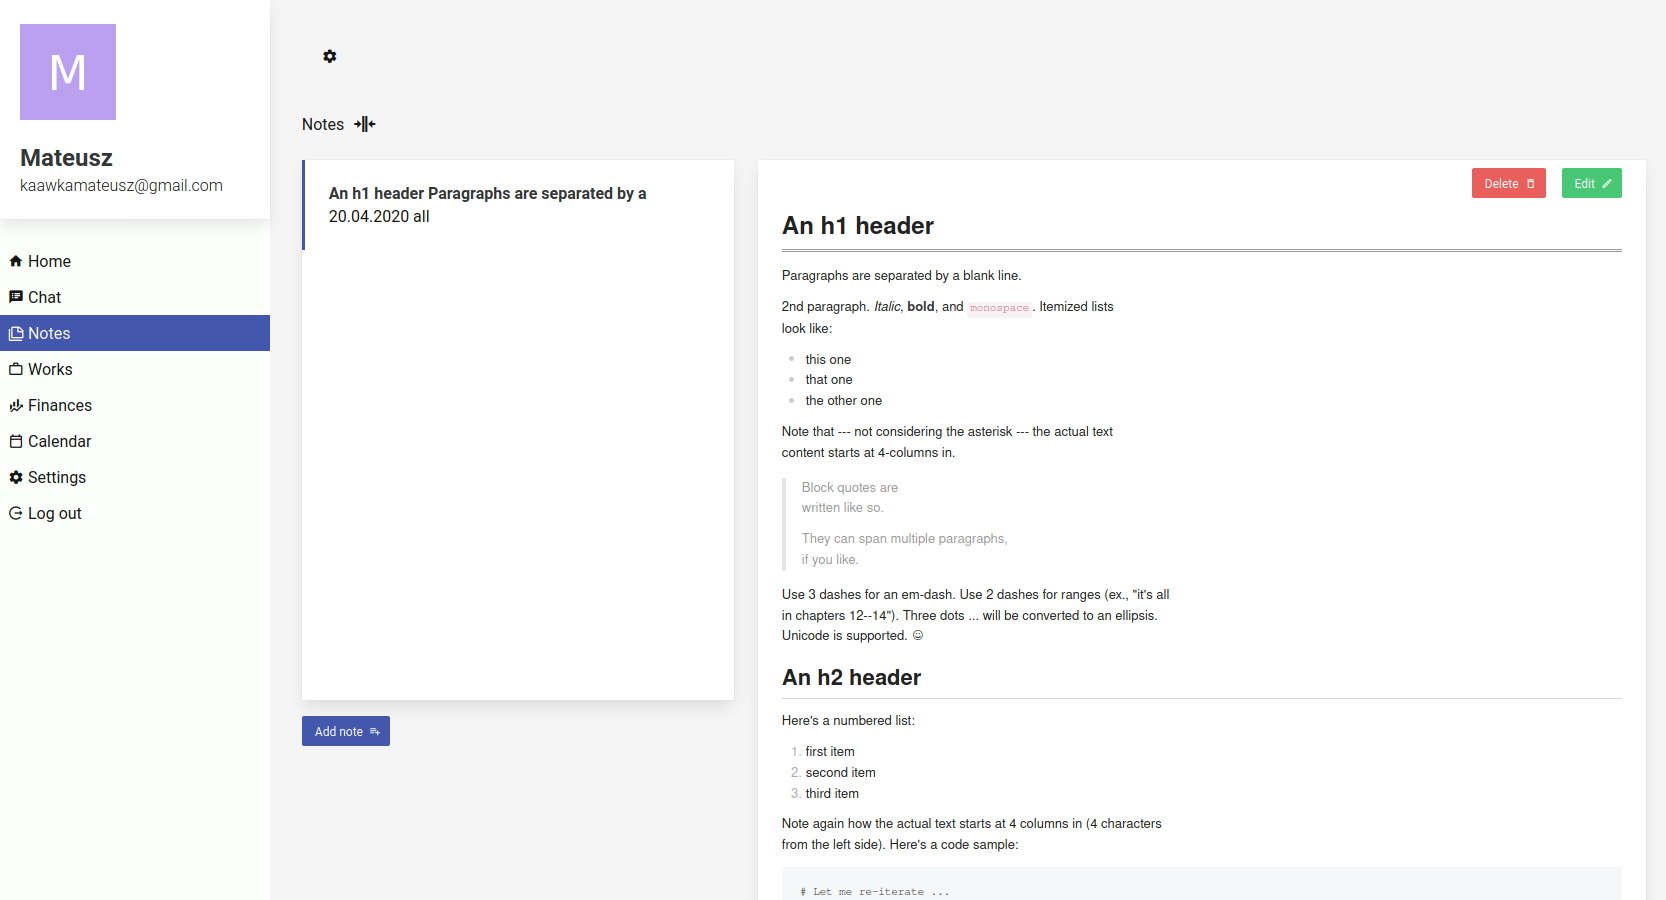 M
Mateusz
kaawkamateusz@gmail.com
Home
Chat
Notes
Works
Finances
Calendar
Settings
Log out
Notes
An h1 header Paragraphs are separated by a
20.04.2020 all
Add note
Delete
Edit
An h1 header
Paragraphs are separated by a blank line.
2nd paragraph. Italic, bold, and monospace. Itemized lists
look like:
this one
that one
the other one
Note that --- not considering the asterisk --- the actual text
content starts at 4-columns in.
Block quotes are
written like so.
They can span multiple paragraphs,
if you like.
Use 3 dashes for an em-dash. Use 2 dashes for ranges (ex., "it's all
in chapters 12--14"). Three dots ... will be converted to an ellipsis.
Unicode is supported. ☺
An h2 header
Here's a numbered list:
1. first item
2. second item
3. third item
Note again how the actual text starts at 4 columns in (4 characters
from the left side). Here's a code sample:
# Let me re-iterate ...